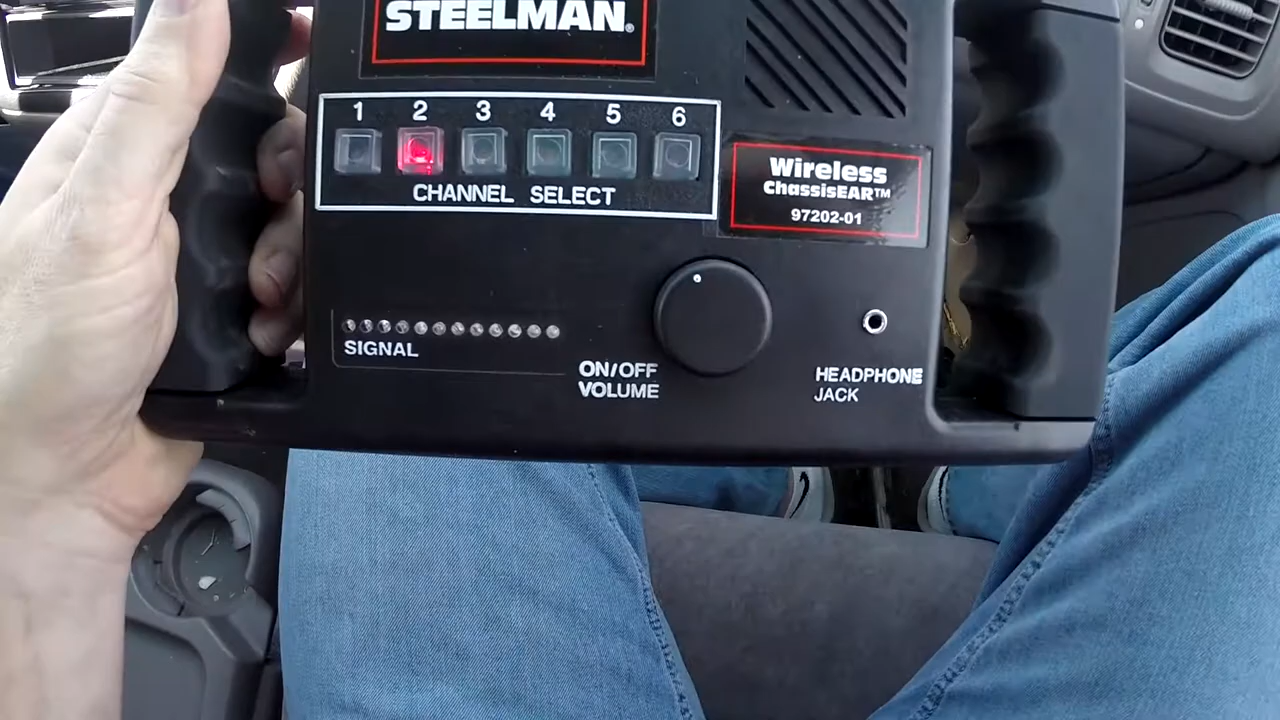 STEELMAN®
1 2 3 4 5 6
CHANNEL SELECT
Wireless
ChassisEAR™
97202-01
SIGNAL
ON/OFF
VOLUME
HEADPHONE
JACK